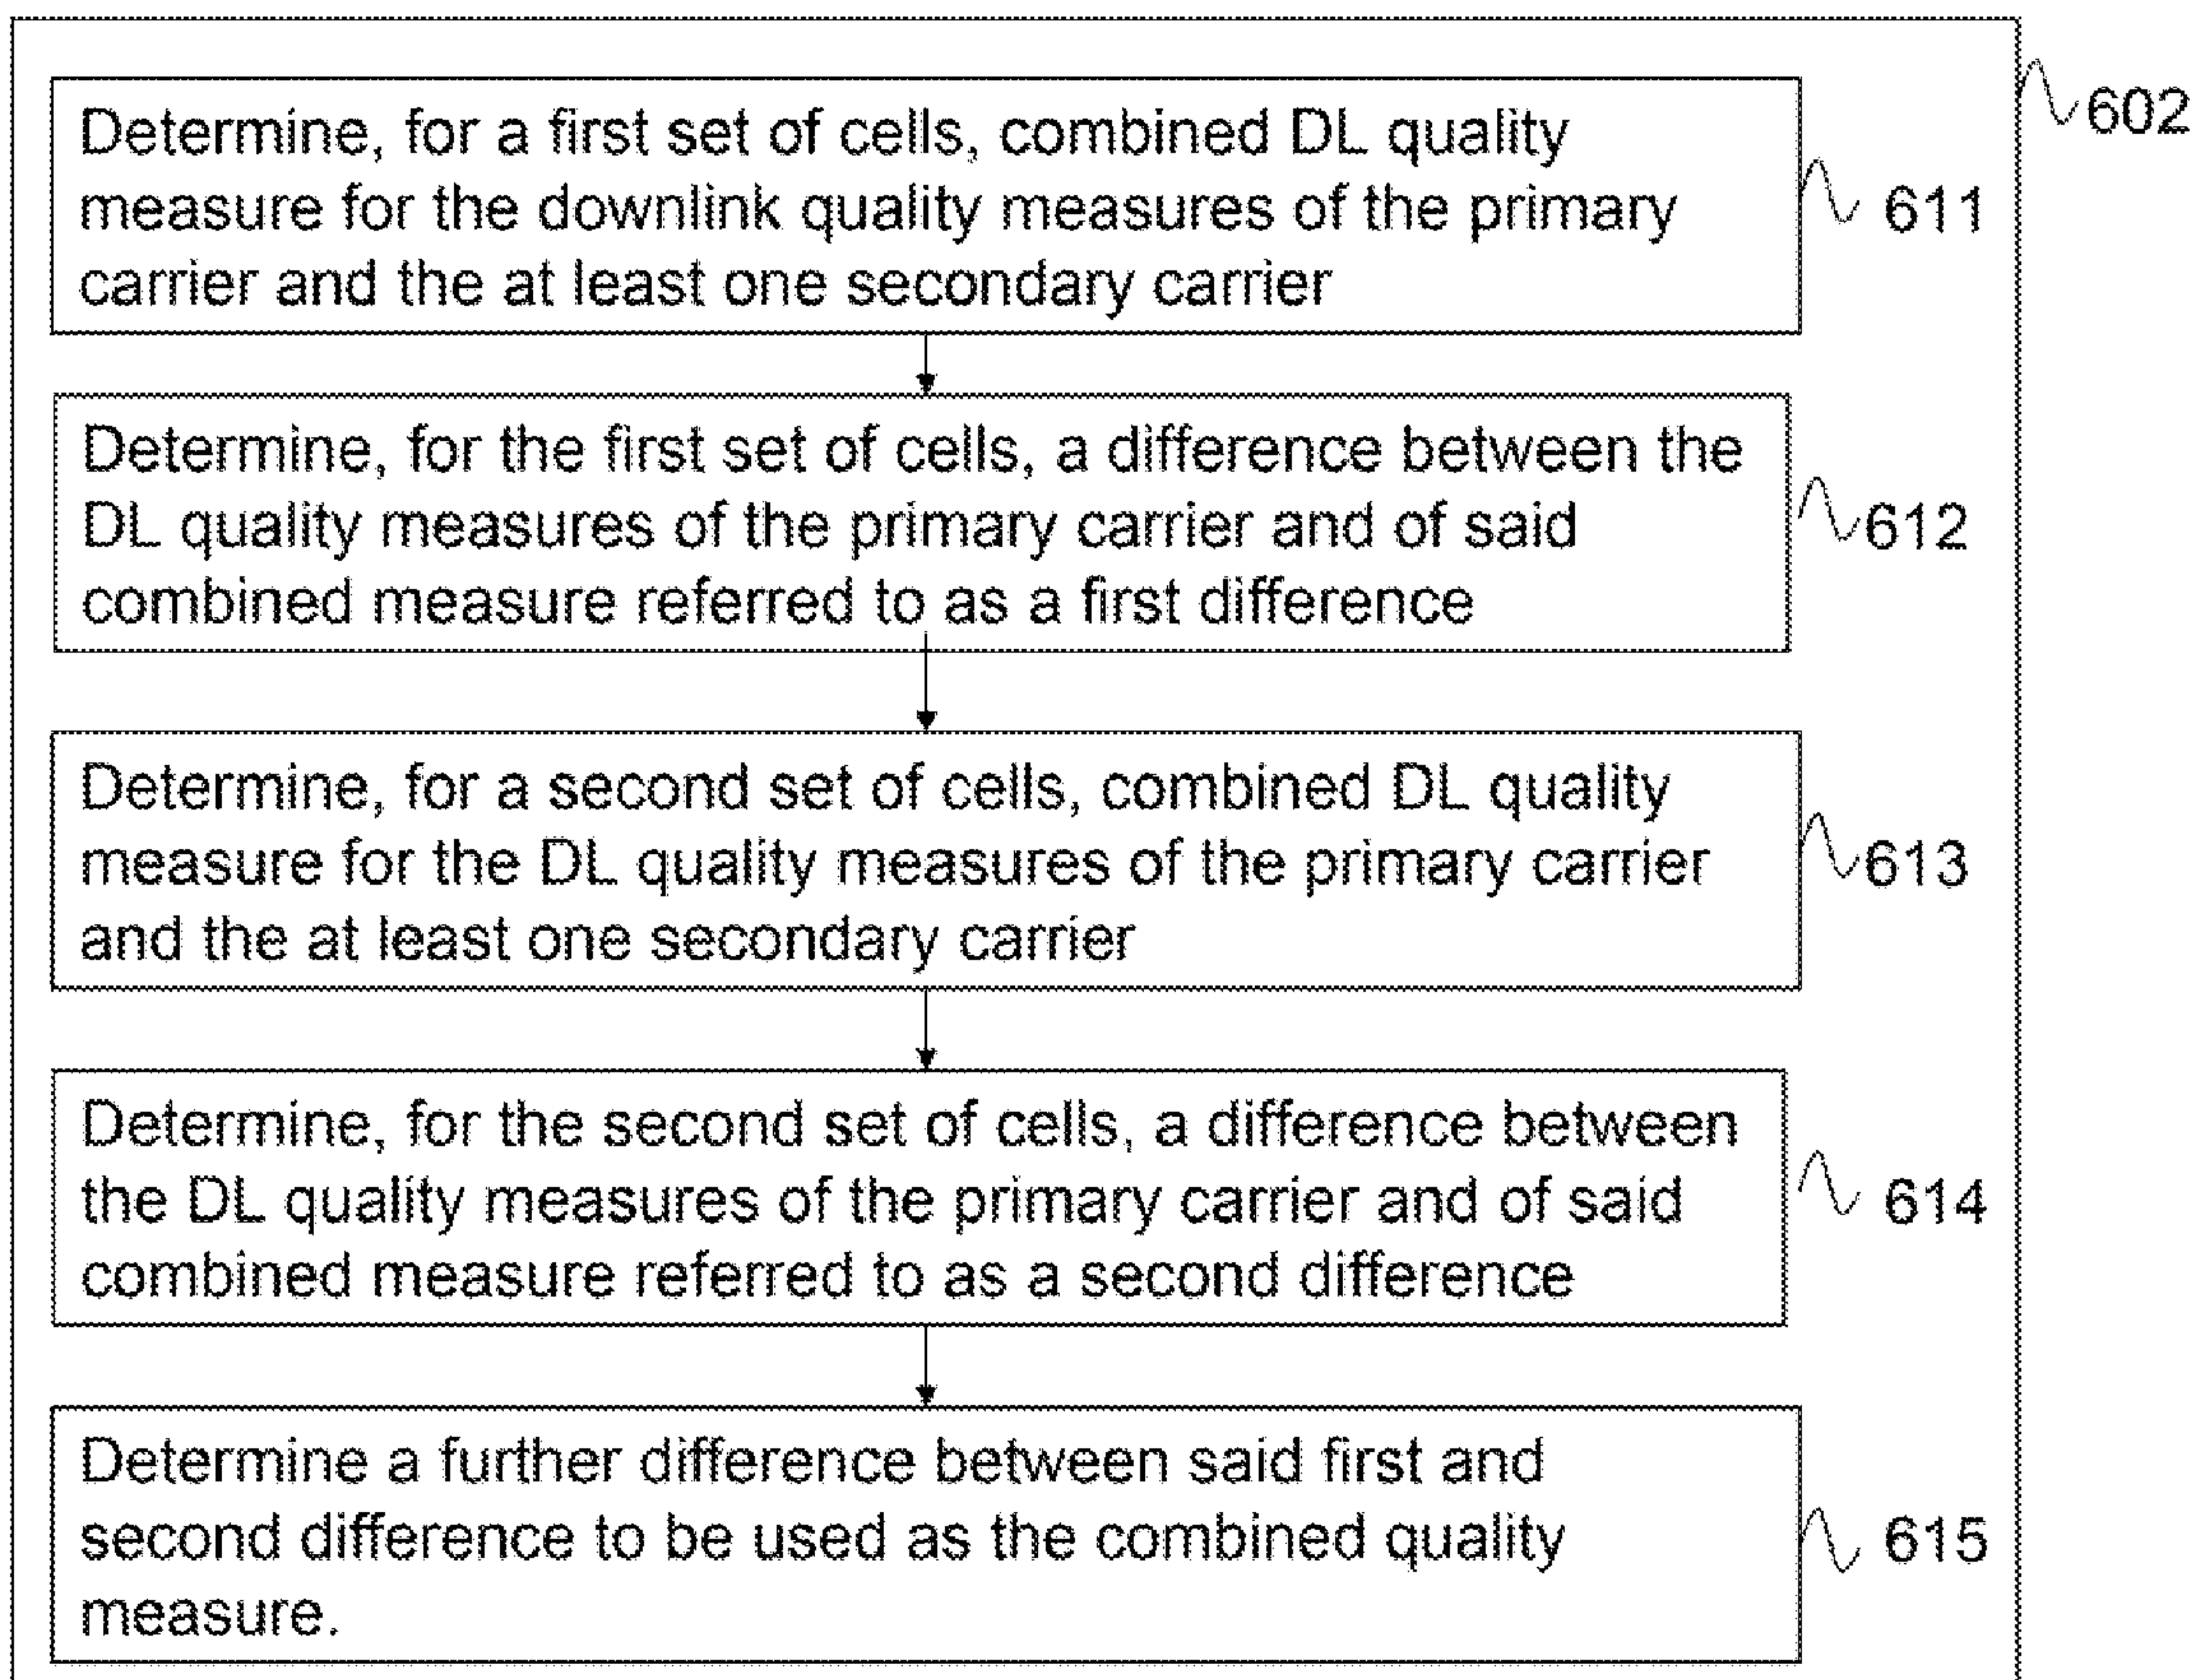 602
Determine, for a first set of cells, combined DL quality
measure for the downlink quality measures of the primary
carrier and the at least one secondary carrier
611
Determine, for the first set of cells, a difference between the
DL quality measures of the primary carrier and of said
combined measure referred to as a first difference
612
Determine, for a second set of cells, combined DL quality
measure for the DL quality measures of the primary carrier
and the at least one secondary carrier
613
Determine, for the second set of cells, a difference between
the DL quality measures of the primary carrier and of said
combined measure referred to as a second difference
614
Determine a further difference between said first and
second difference to be used as the combined quality
measure.
615